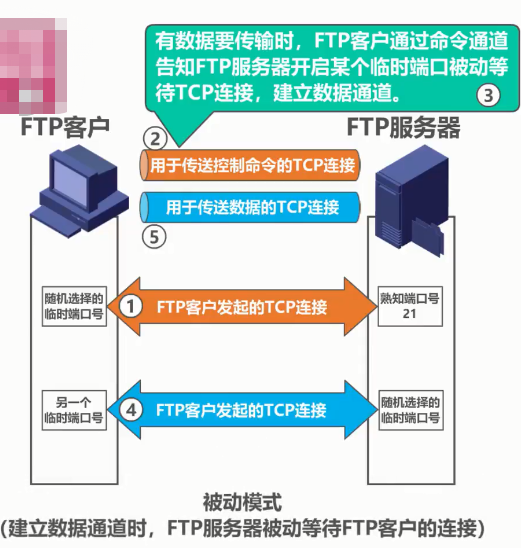 有数据要传输时，FTP客户通过命令通道
告知FTP服务器开启某个临时端口被动等
待TCP连接，建立数据通道。
③
FTP客户
FTP服务器
②
用于传送控制命令的TCP连接
用于传送数据的TCP连接
⑤
随机选择的
临时端口号
①
FTP客户发起的TCP连接
熟知端口号
21
另一个
临时端口号
④
FTP客户发起的TCP连接
随机选择的
临时端口号
被动模式
(建立数据通道时，FTP服务器被动等待FTP客户的连接)